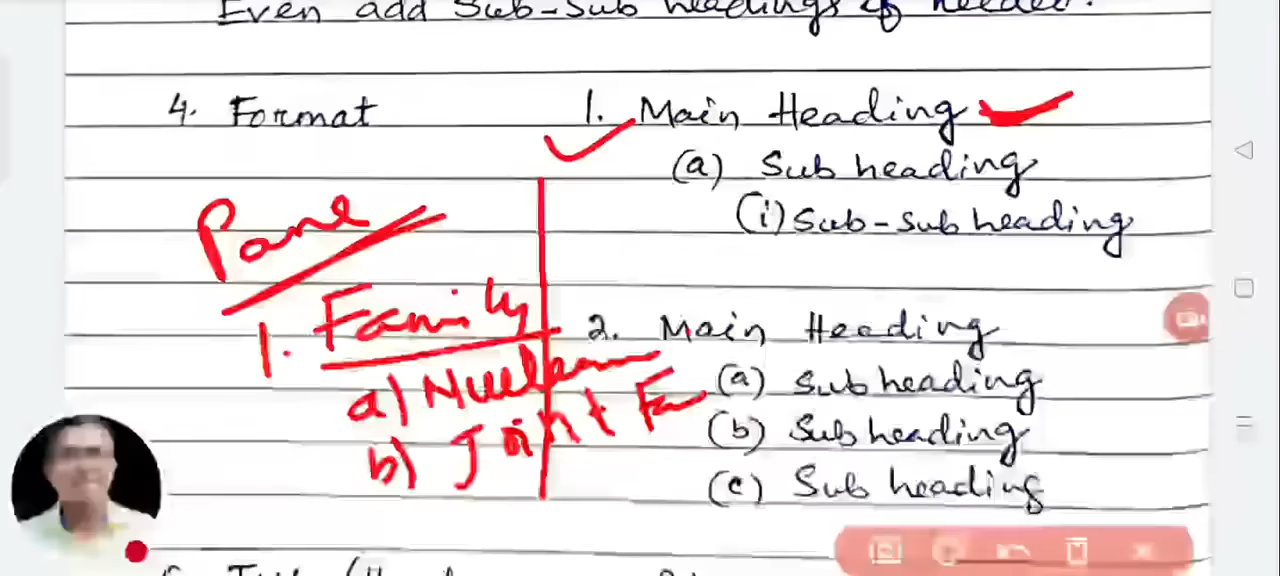 Even add Sub-Sub headings if needed.
4. Format
1. Main Heading
(a) Sub heading
(i) Sub-sub heading
1. Family
a) Nuclear
b) Joint Fa
2. Main Heading
(a) Sub heading
(b) Sub heading
(c) Sub heading